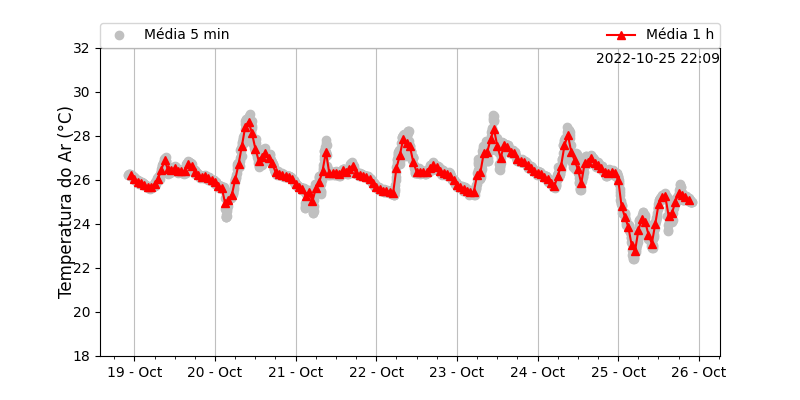 Média 5 min
Média 1 h
2022-10-25 22:09
Temperatura do Ar (°C)
32
30
28
26
24
22
20
18
19 - Oct
20 - Oct
21 - Oct
22 - Oct
23 - Oct
24 - Oct
25 - Oct
26 - Oct